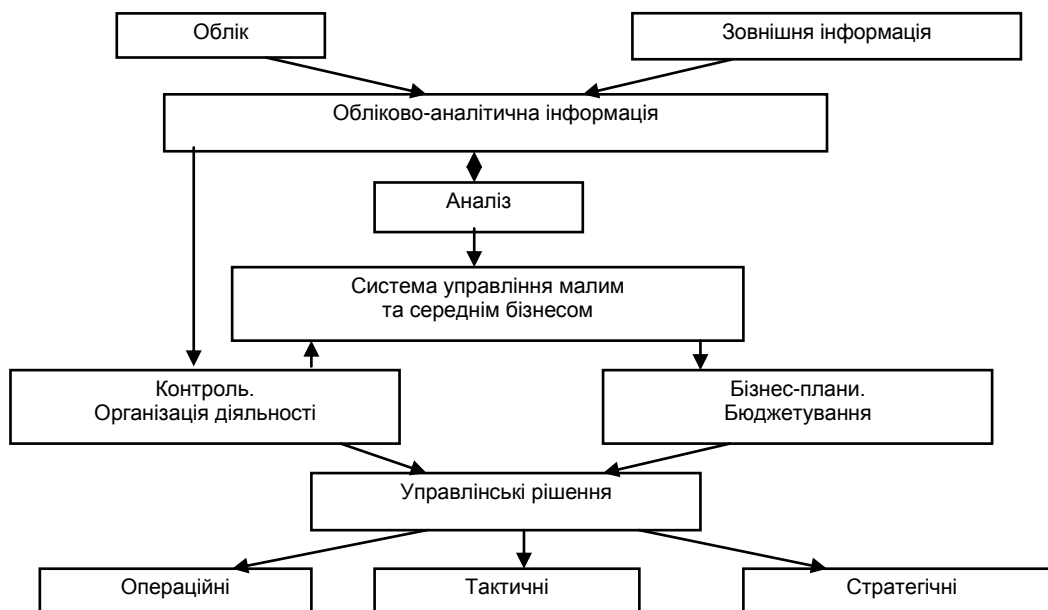 Облік
Зовнішня інформація
Обліково-аналітична інформація
Аналіз
Система управління малим
та середнім бізнесом
Контроль.
Організація діяльності
Бізнес-плани.
Бюджетування
Управлінські рішення
Операційні
Тактичні
Стратегічні